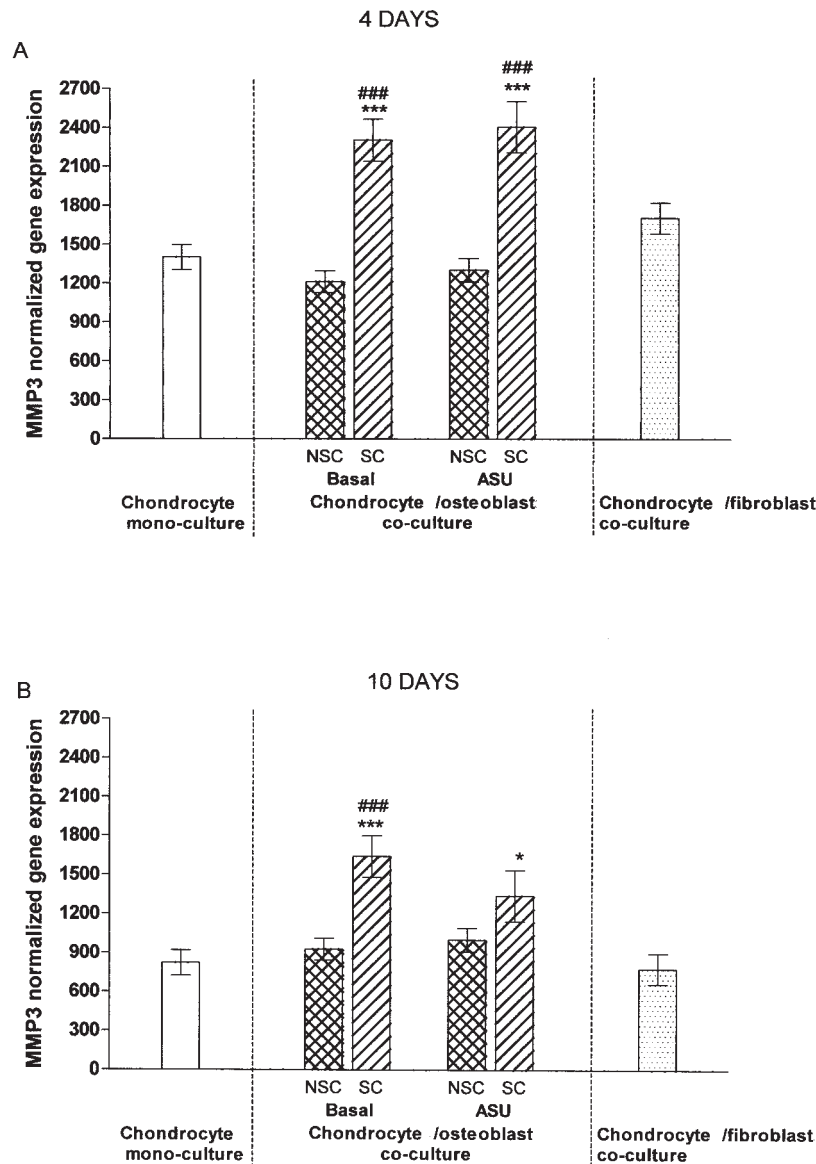 4 DAYS
A
MMP3 normalized gene expression
2700
2400
2100
1800
1500
1200
900
600
300
0
###
***
###
***
NSC SC NSC SC
Basal ASU
Chondrocyte mono-culture
Chondrocyte /osteoblast co-culture
Chondrocyte /fibroblast co-culture
10 DAYS
B
MMP3 normalized gene expression
2700
2400
2100
1800
1500
1200
900
600
300
0
###
***
*
NSC SC NSC SC
Basal ASU
Chondrocyte mono-culture
Chondrocyte /osteoblast co-culture
Chondrocyte /fibroblast co-culture